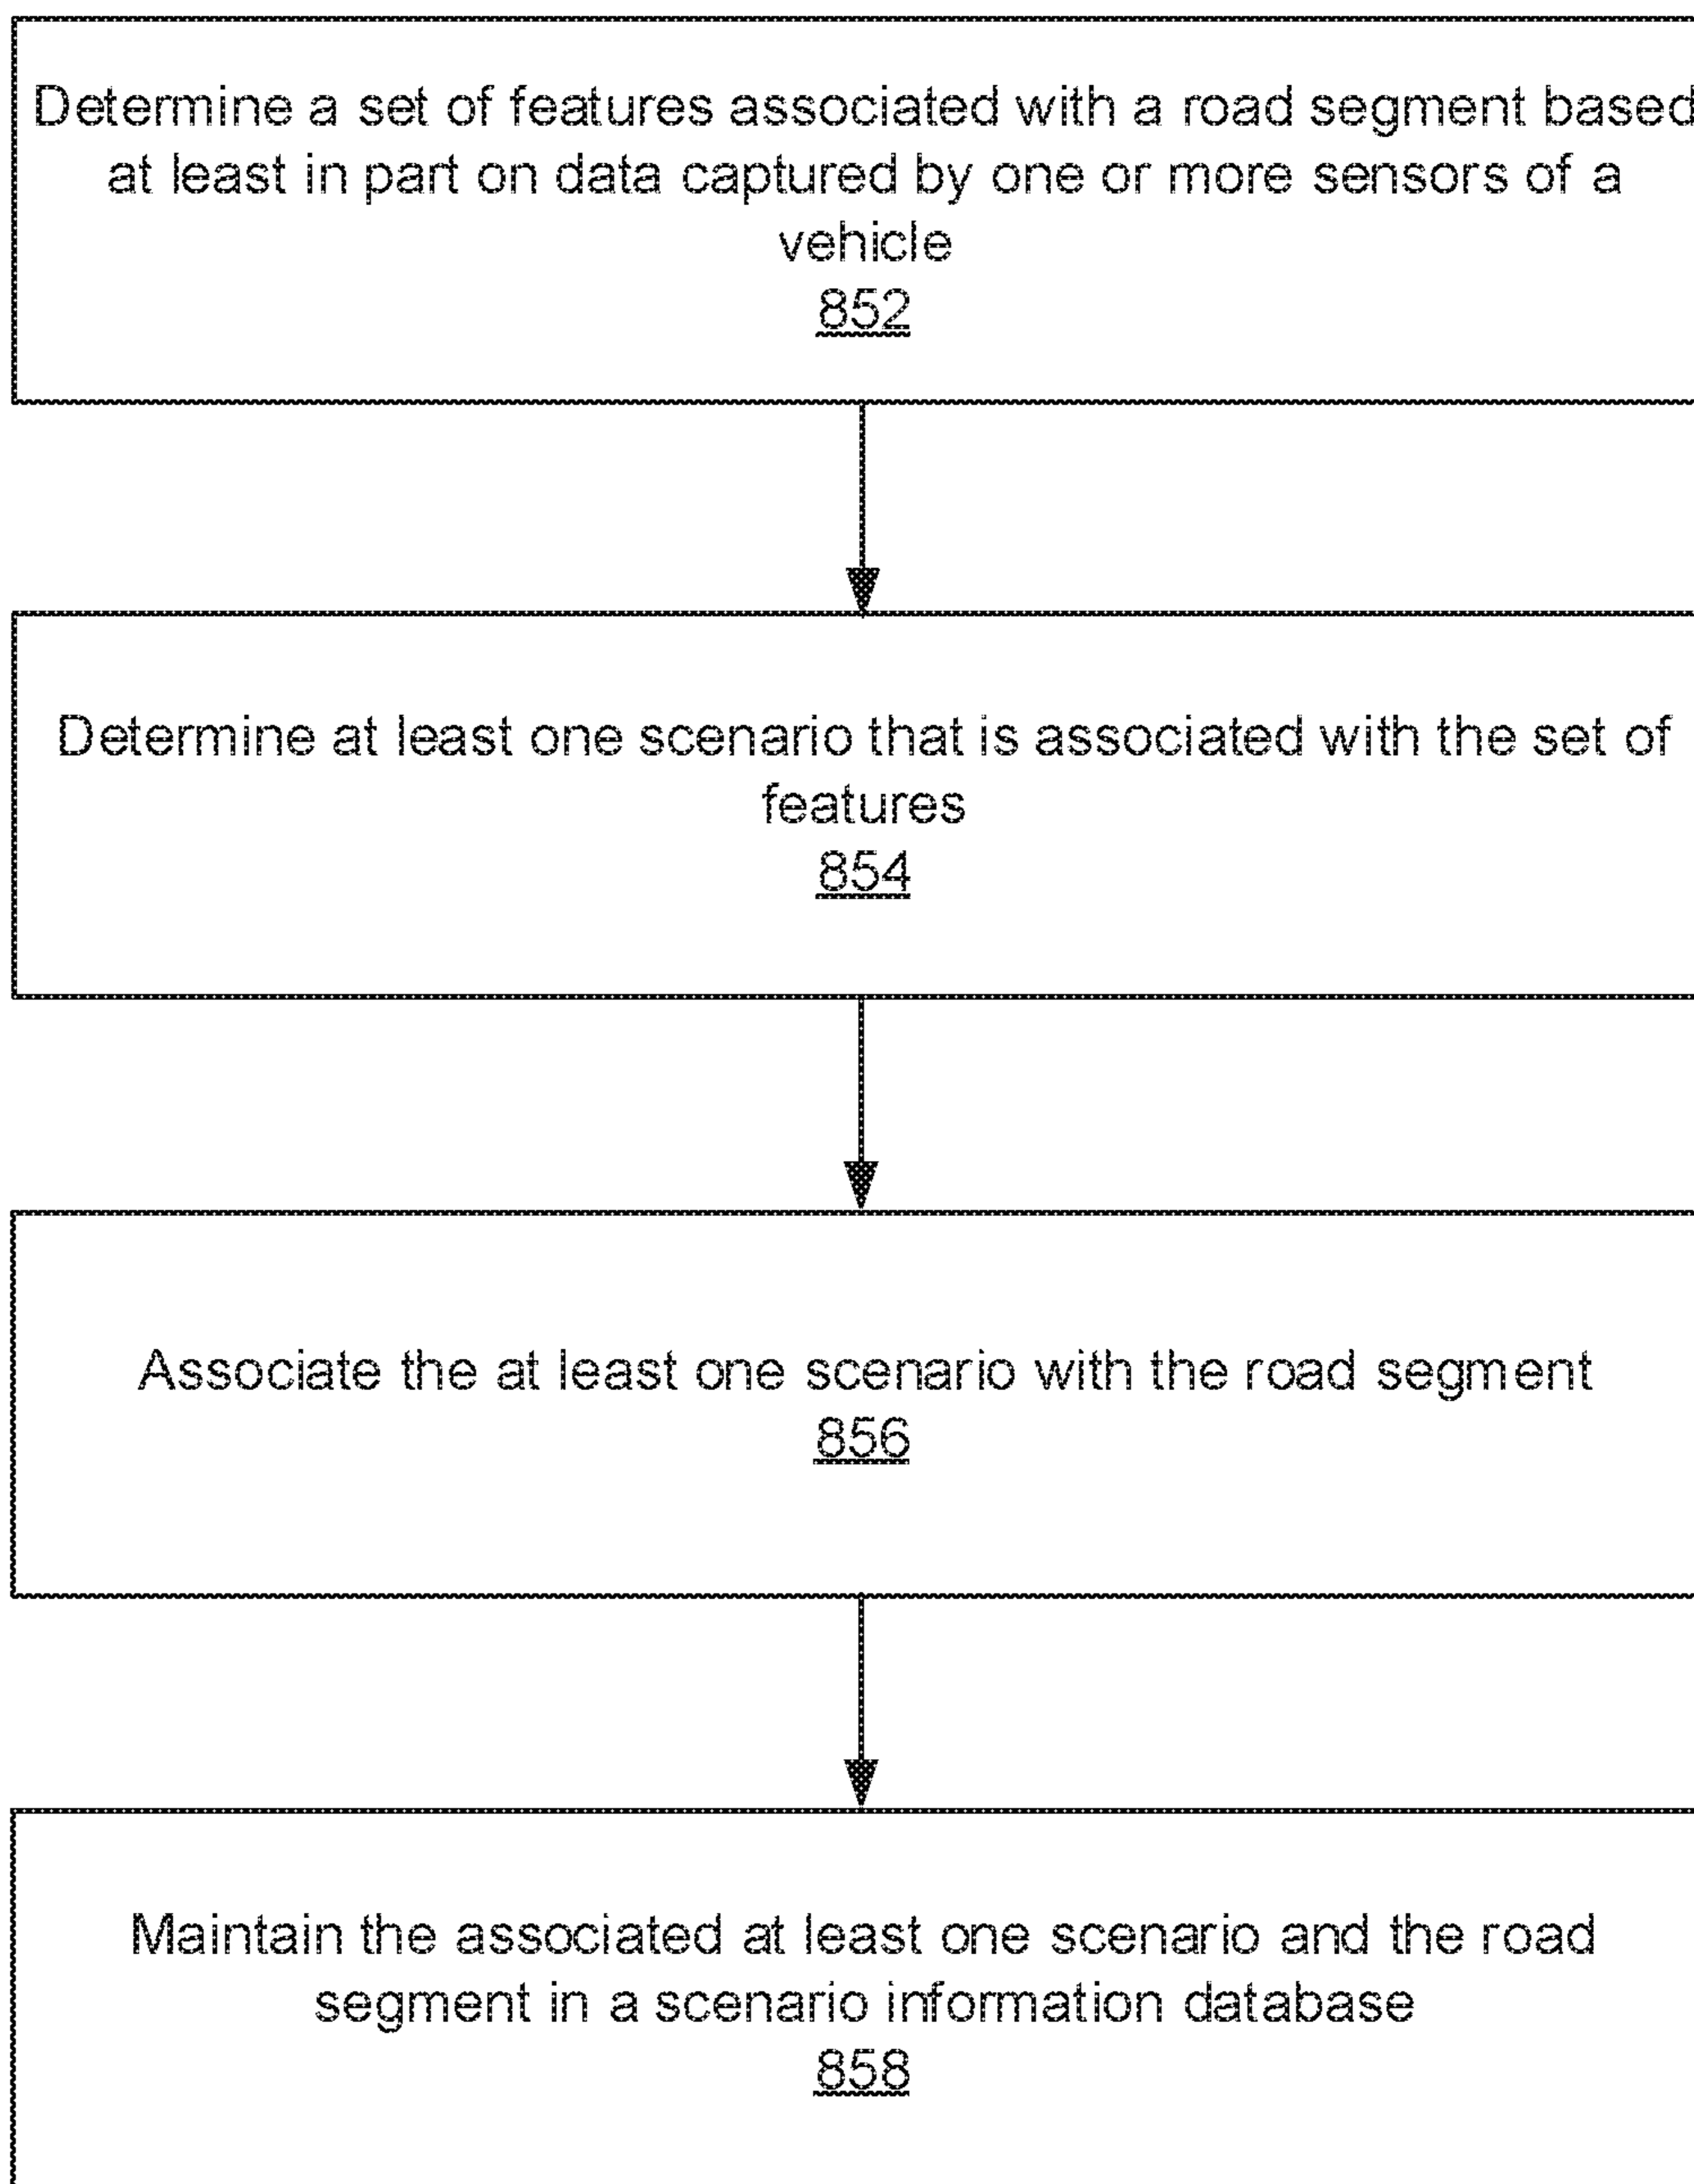 Determine a set of features associated with a road segment based
at least in part on data captured by one or more sensors of a
vehicle
852
Determine at least one scenario that is associated with the set of
features
854
Associate the at least one scenario with the road segment
856
Maintain the associated at least one scenario and the road
segment in a scenario information database
858